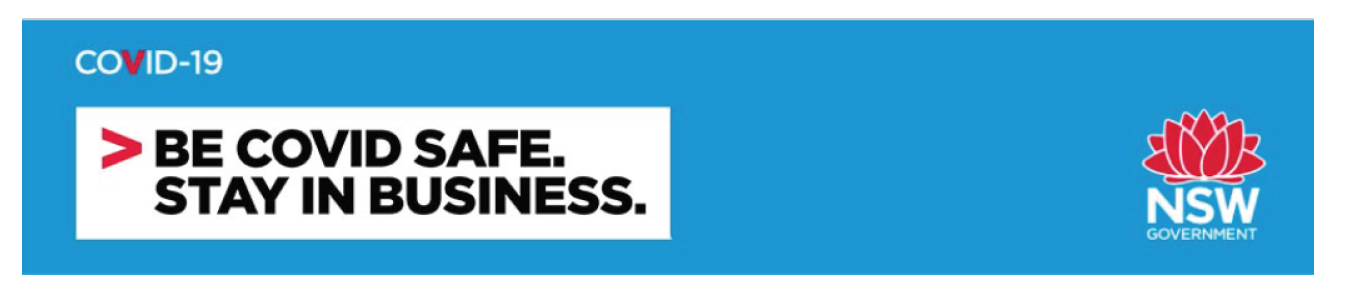 COVID-19
> BE COVID SAFE.
STAY IN BUSINESS.
NSW
GOVERNMENT